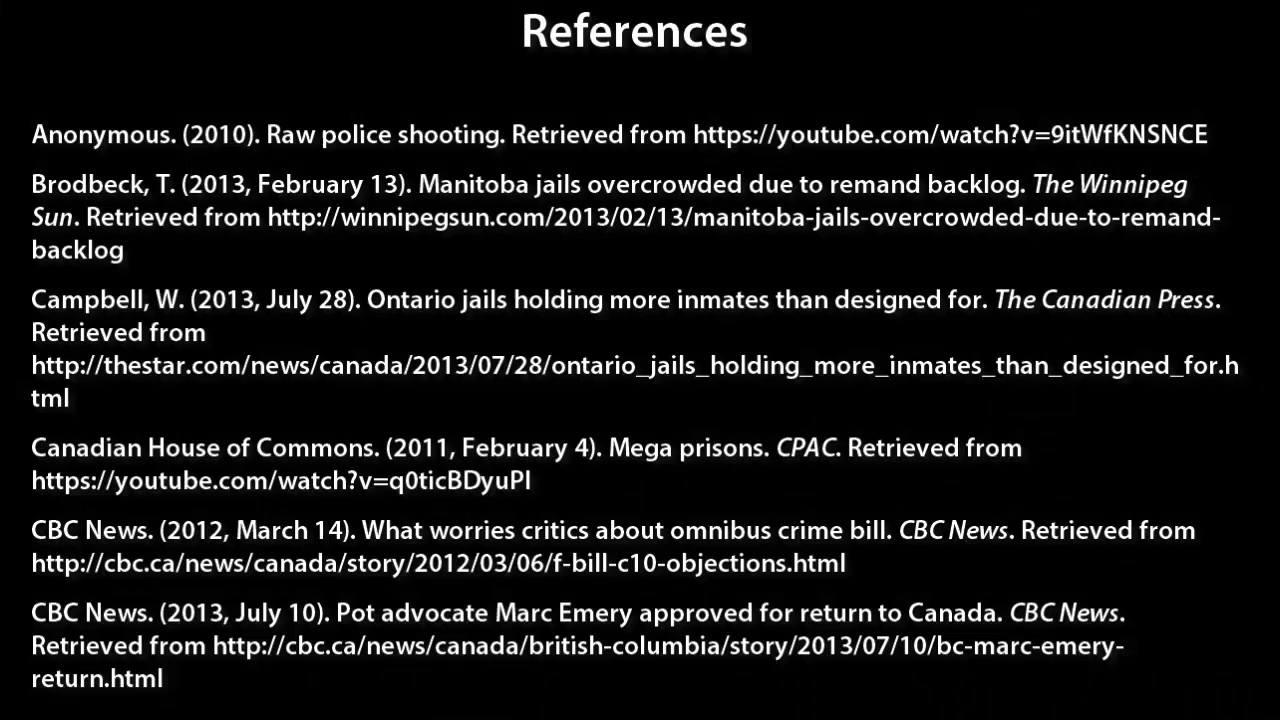 References
Anonymous. (2010). Raw police shooting. Retrieved from https://youtube.com/watch?v=9itWfKNSNCE
Brodbeck, T. (2013, February 13). Manitoba jails overcrowded due to remand backlog. The Winnipeg
Sun. Retrieved from http://winnipegsun.com/2013/02/13/manitoba-jails-overcrowded-due-to-remand-
backlog
Campbell, W. (2013, July 28). Ontario jails holding more inmates than designed for. The Canadian Press.
Retrieved from
http://thestar.com/news/canada/2013/07/28/ontario_jails_holding_more_inmates_than_designed_for.h
tml
Canadian House of Commons. (2011, February 4). Mega prisons. CPAC. Retrieved from
https://youtube.com/watch?v=q0ticBDyuPI
CBC News. (2012, March 14). What worries critics about omnibus crime bill. CBC News. Retrieved from
http://cbc.ca/news/canada/story/2012/03/06/f-bill-c10-objections.html
CBC News. (2013, July 10). Pot advocate Marc Emery approved for return to Canada. CBC News.
Retrieved from http://cbc.ca/news/canada/british-columbia/story/2013/07/10/bc-marc-emery-
return.html